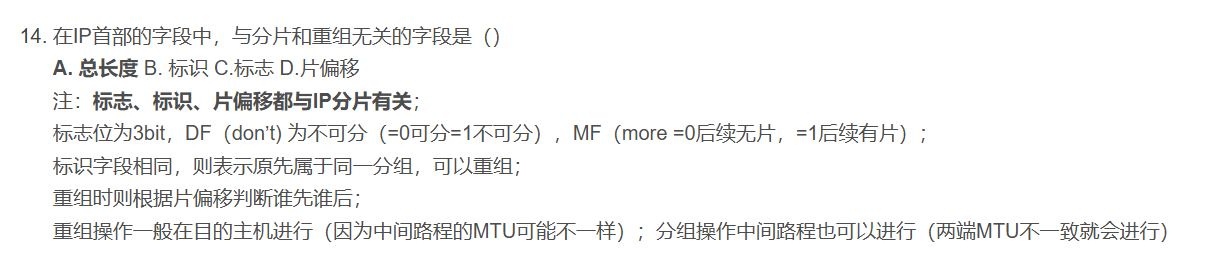 14. 在IP首部的字段中，与分片和重组无关的字段是（）
A. 总长度 B. 标识 C.标志 D.片偏移
注：标志、标识、片偏移都与IP分片有关；
标志位为3bit，DF（don’t) 为不可分（=0可分=1不可分），MF（more =0后续无片，=1后续有片）；
标识字段相同，则表示原先属于同一分组，可以重组；
重组时则根据片偏移判断谁先谁后；
重组操作一般在目的主机进行（因为中间路程的MTU可能不一样）；分组操作中间路程也可以进行（两端MTU不一致就会进行）